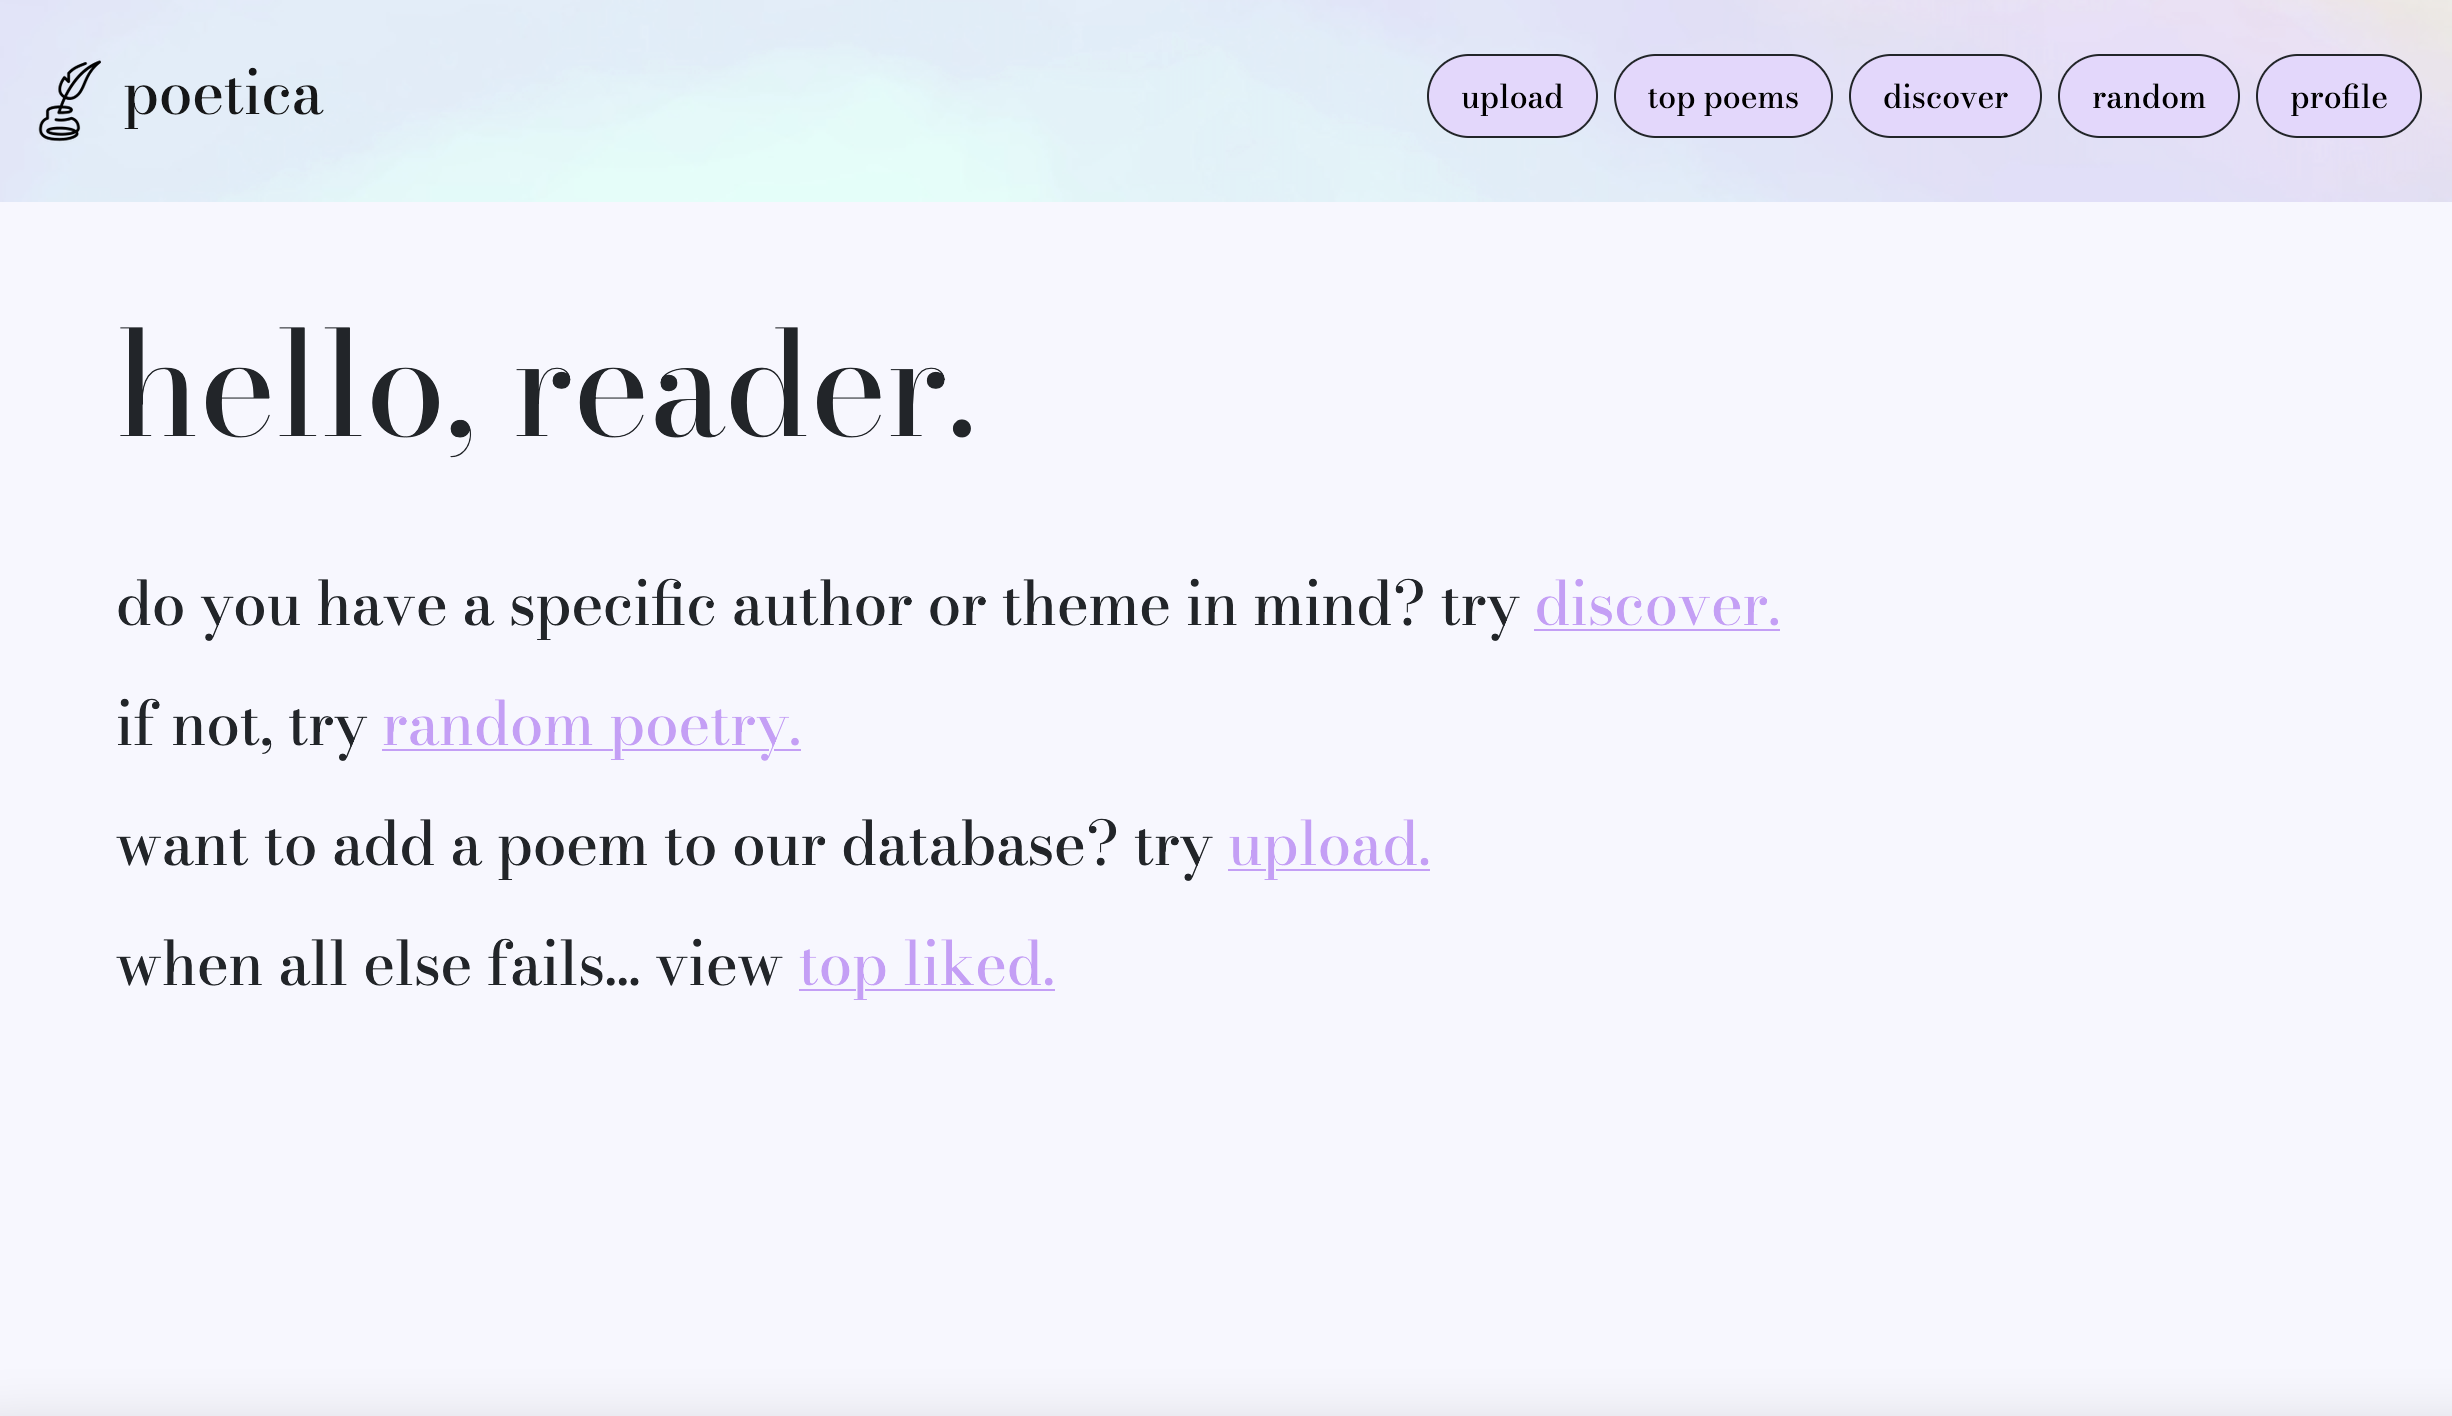 poetica
upload
top poems
discover
random
profile
hello, reader.
do you have a specific author or theme in mind? try discover.
if not, try random poetry.
want to add a poem to our database? try upload.
when all else fails... view top liked.